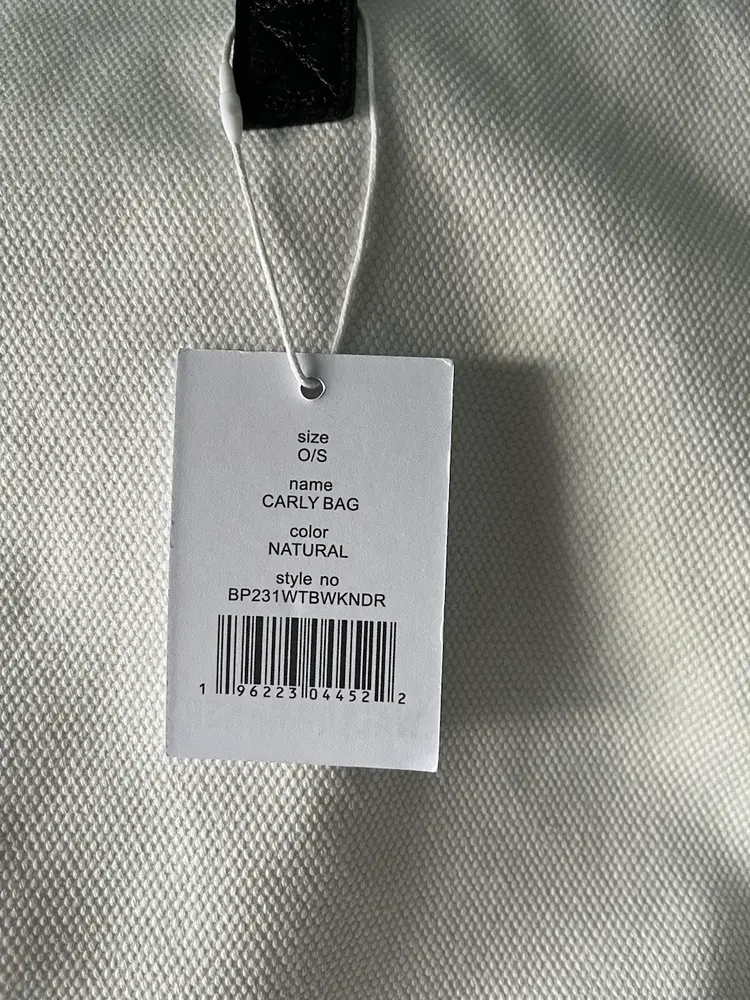 size
O/S
name
CARLY BAG
color
NATURAL
style no
BP231WTBWKNDR
1 96223 04452 2